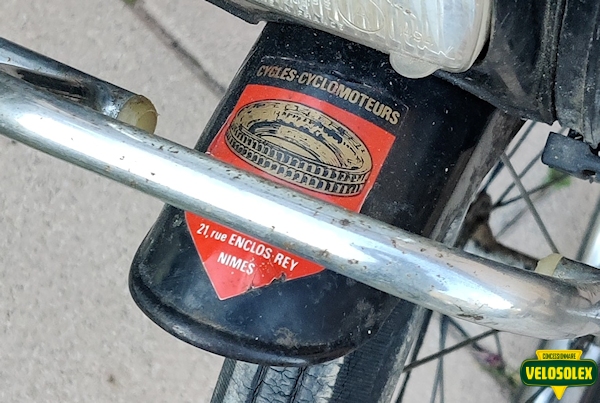 CYCLES-CYCLOMOTEURS
21, rue ENCLOS-REY
NIMES
CONCESSIONNAIRE
VELOSOLEX